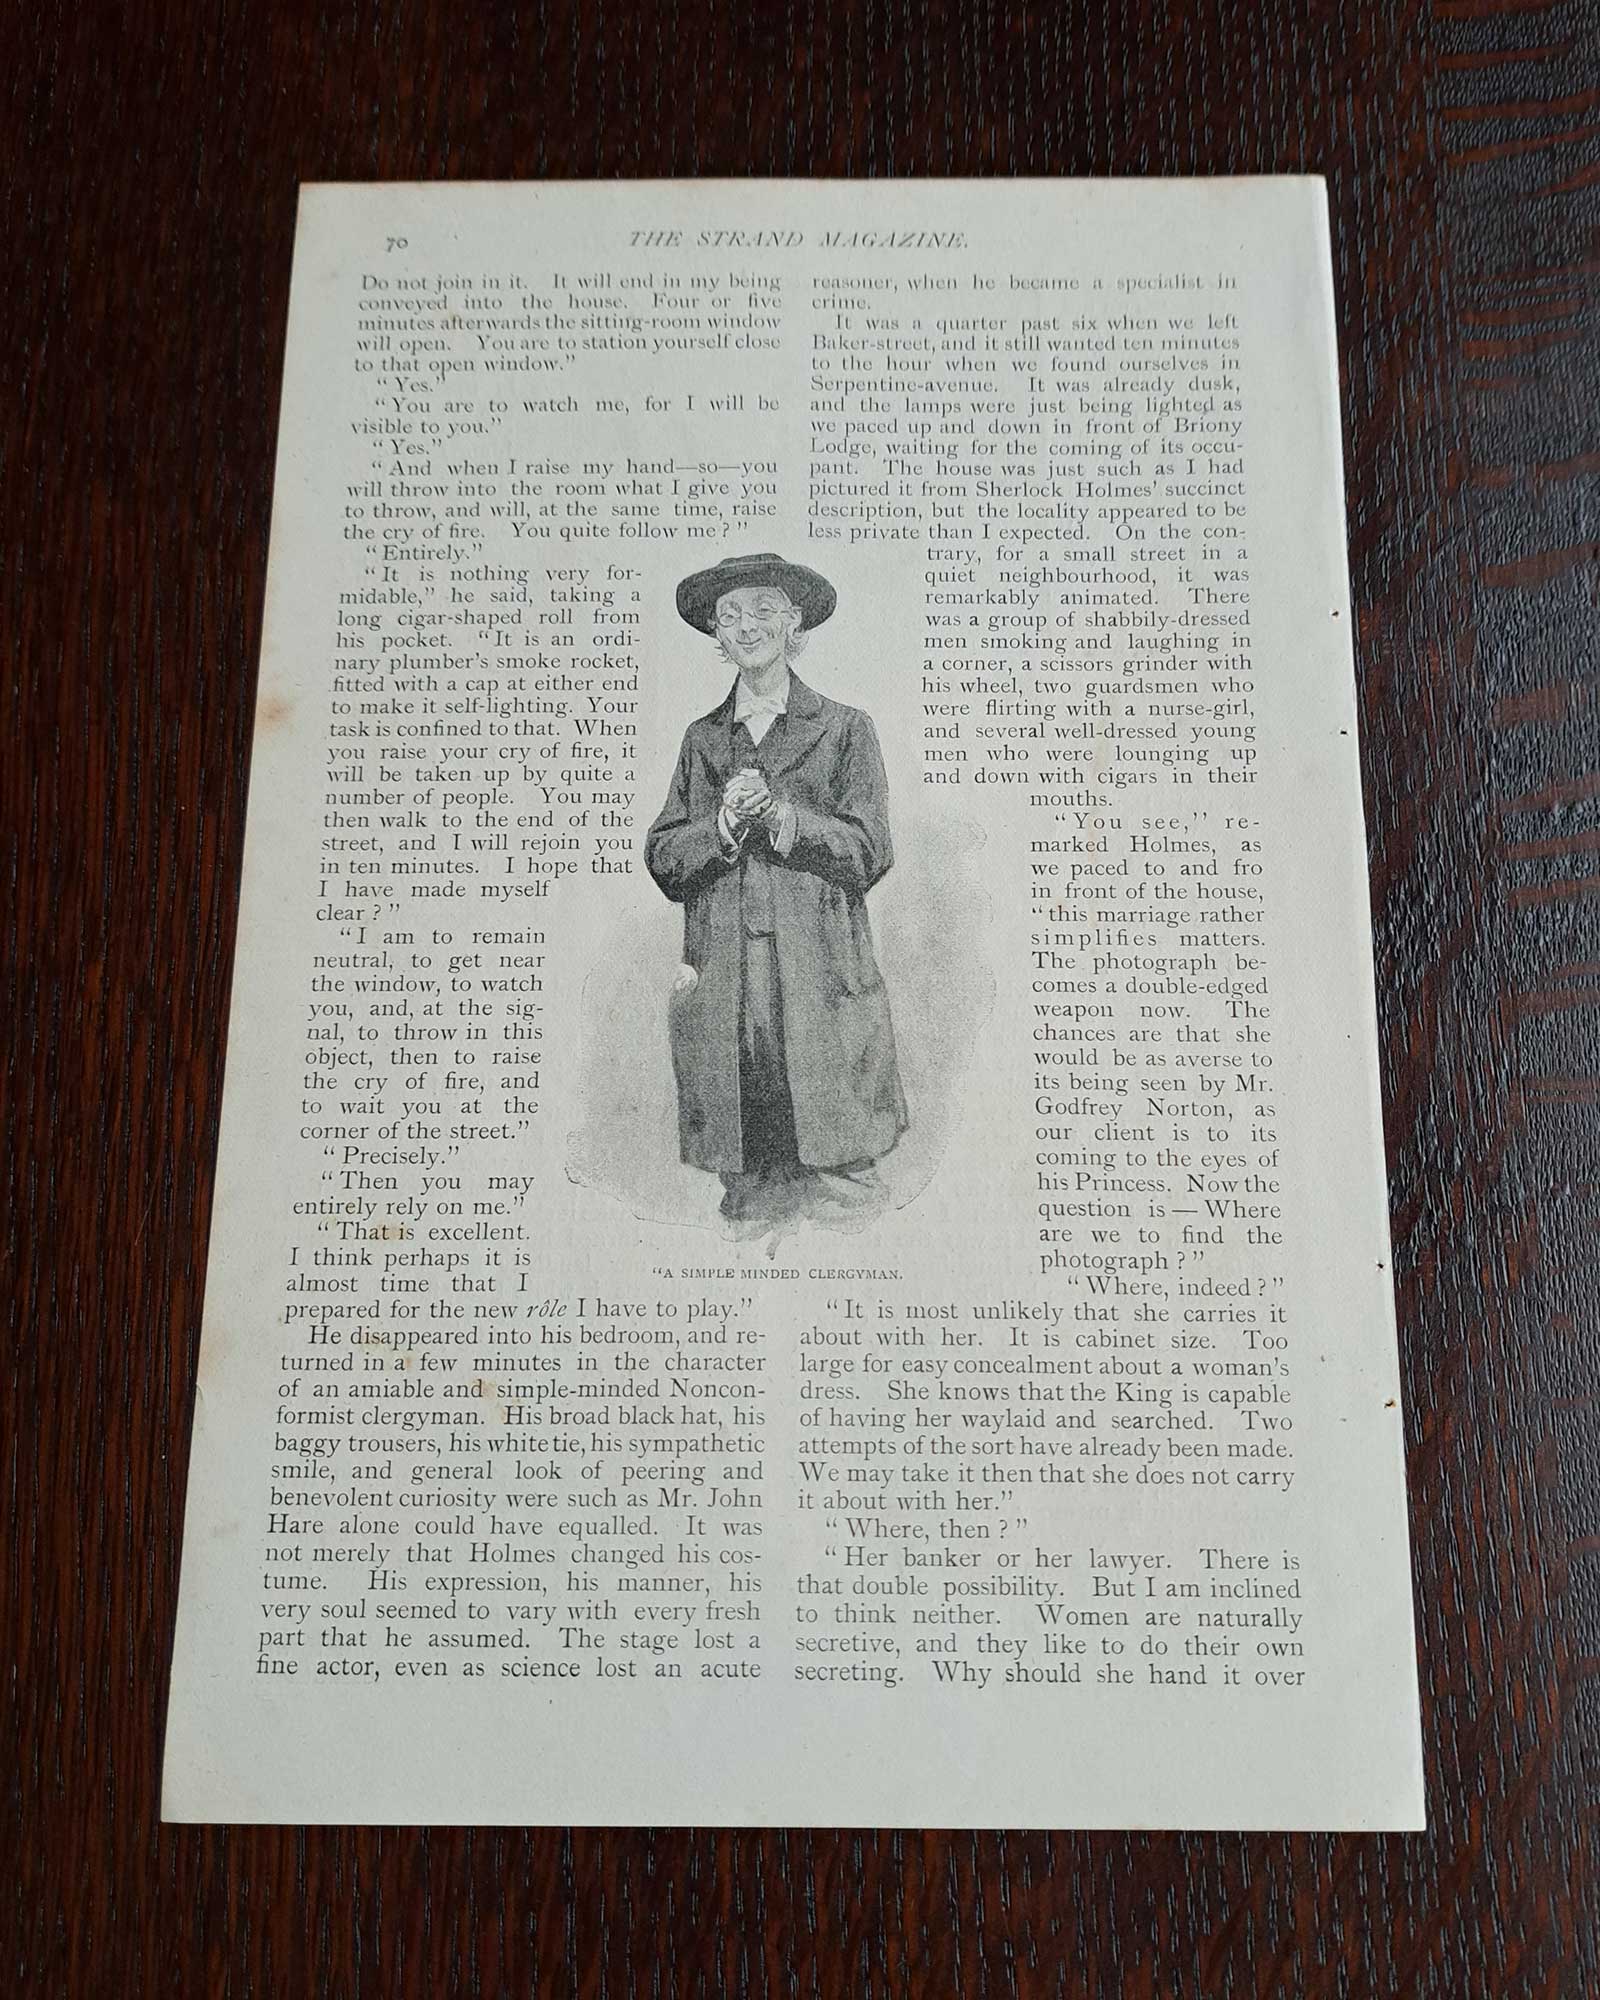 70
THE STRAND MAGAZINE.
Do not join in it. It will end in my being
conveyed into the house. Four or five
minutes afterwards the sitting-room window
will open. You are to station yourself close
to that open window."
"Yes."
"You are to watch me, for I will be
visible to you."
"Yes."
"And when I raise my hand—so—you
will throw into the room what I give you
to throw, and will, at the same time, raise
the cry of fire. You quite follow me?"
"Entirely."
"It is nothing very for-
midable," he said, taking a
long cigar-shaped roll from
his pocket. "It is an ordi-
nary plumber's smoke rocket,
fitted with a cap at either end
to make it self-lighting. Your
task is confined to that. When
you raise your cry of fire, it
will be taken up by quite a
number of people. You may
then walk to the end of the
street, and I will rejoin you
in ten minutes. I hope that
I have made myself
clear?"
"I am to remain
neutral, to get near
the window, to watch
you, and, at the sig-
nal, to throw in this
object, then to raise
the cry of fire, and
to wait you at the
corner of the street."
"Precisely."
"Then you may
entirely rely on me."
"That is excellent.
I think perhaps it is
almost time that I
prepared for the new rôle I have to play."
He disappeared into his bedroom, and re-
turned in a few minutes in the character
of an amiable and simple-minded Noncon-
formist clergyman. His broad black hat, his
baggy trousers, his white tie, his sympathetic
smile, and general look of peering and
benevolent curiosity were such as Mr. John
Hare alone could have equalled. It was
not merely that Holmes changed his cos-
tume. His expression, his manner, his
very soul seemed to vary with every fresh
part that he assumed. The stage lost a
fine actor, even as science lost an acute
"A SIMPLE MINDED CLERGYMAN.
reasoner, when he became a specialist in
crime.
It was a quarter past six when we left
Baker-street, and it still wanted ten minutes
to the hour when we found ourselves in
Serpentine-avenue. It was already dusk,
and the lamps were just being lighted as
we paced up and down in front of Briony
Lodge, waiting for the coming of its occu-
pant. The house was just such as I had
pictured it from Sherlock Holmes' succinct
description, but the locality appeared to be
less private than I expected. On the con-
trary, for a small street in a
quiet neighbourhood, it was
remarkably animated. There
was a group of shabbily-dressed
men smoking and laughing in
a corner, a scissors grinder with
his wheel, two guardsmen who
were flirting with a nurse-girl,
and several well-dressed young
men who were lounging up
and down with cigars in their
mouths.
"You see," re-
marked Holmes, as
we paced to and fro
in front of the house,
"this marriage rather
simplifies matters.
The photograph be-
comes a double-edged
weapon now. The
chances are that she
would be as averse to
its being seen by Mr.
Godfrey Norton, as
our client is to its
coming to the eyes of
his Princess. Now the
question is — Where
are we to find the
photograph?"
"Where, indeed?"
"It is most unlikely that she carries it
about with her. It is cabinet size. Too
large for easy concealment about a woman's
dress. She knows that the King is capable
of having her waylaid and searched. Two
attempts of the sort have already been made.
We may take it then that she does not carry
it about with her."
"Where, then?"
"Her banker or her lawyer. There is
that double possibility. But I am inclined
to think neither. Women are naturally
secretive, and they like to do their own
secreting. Why should she hand it over